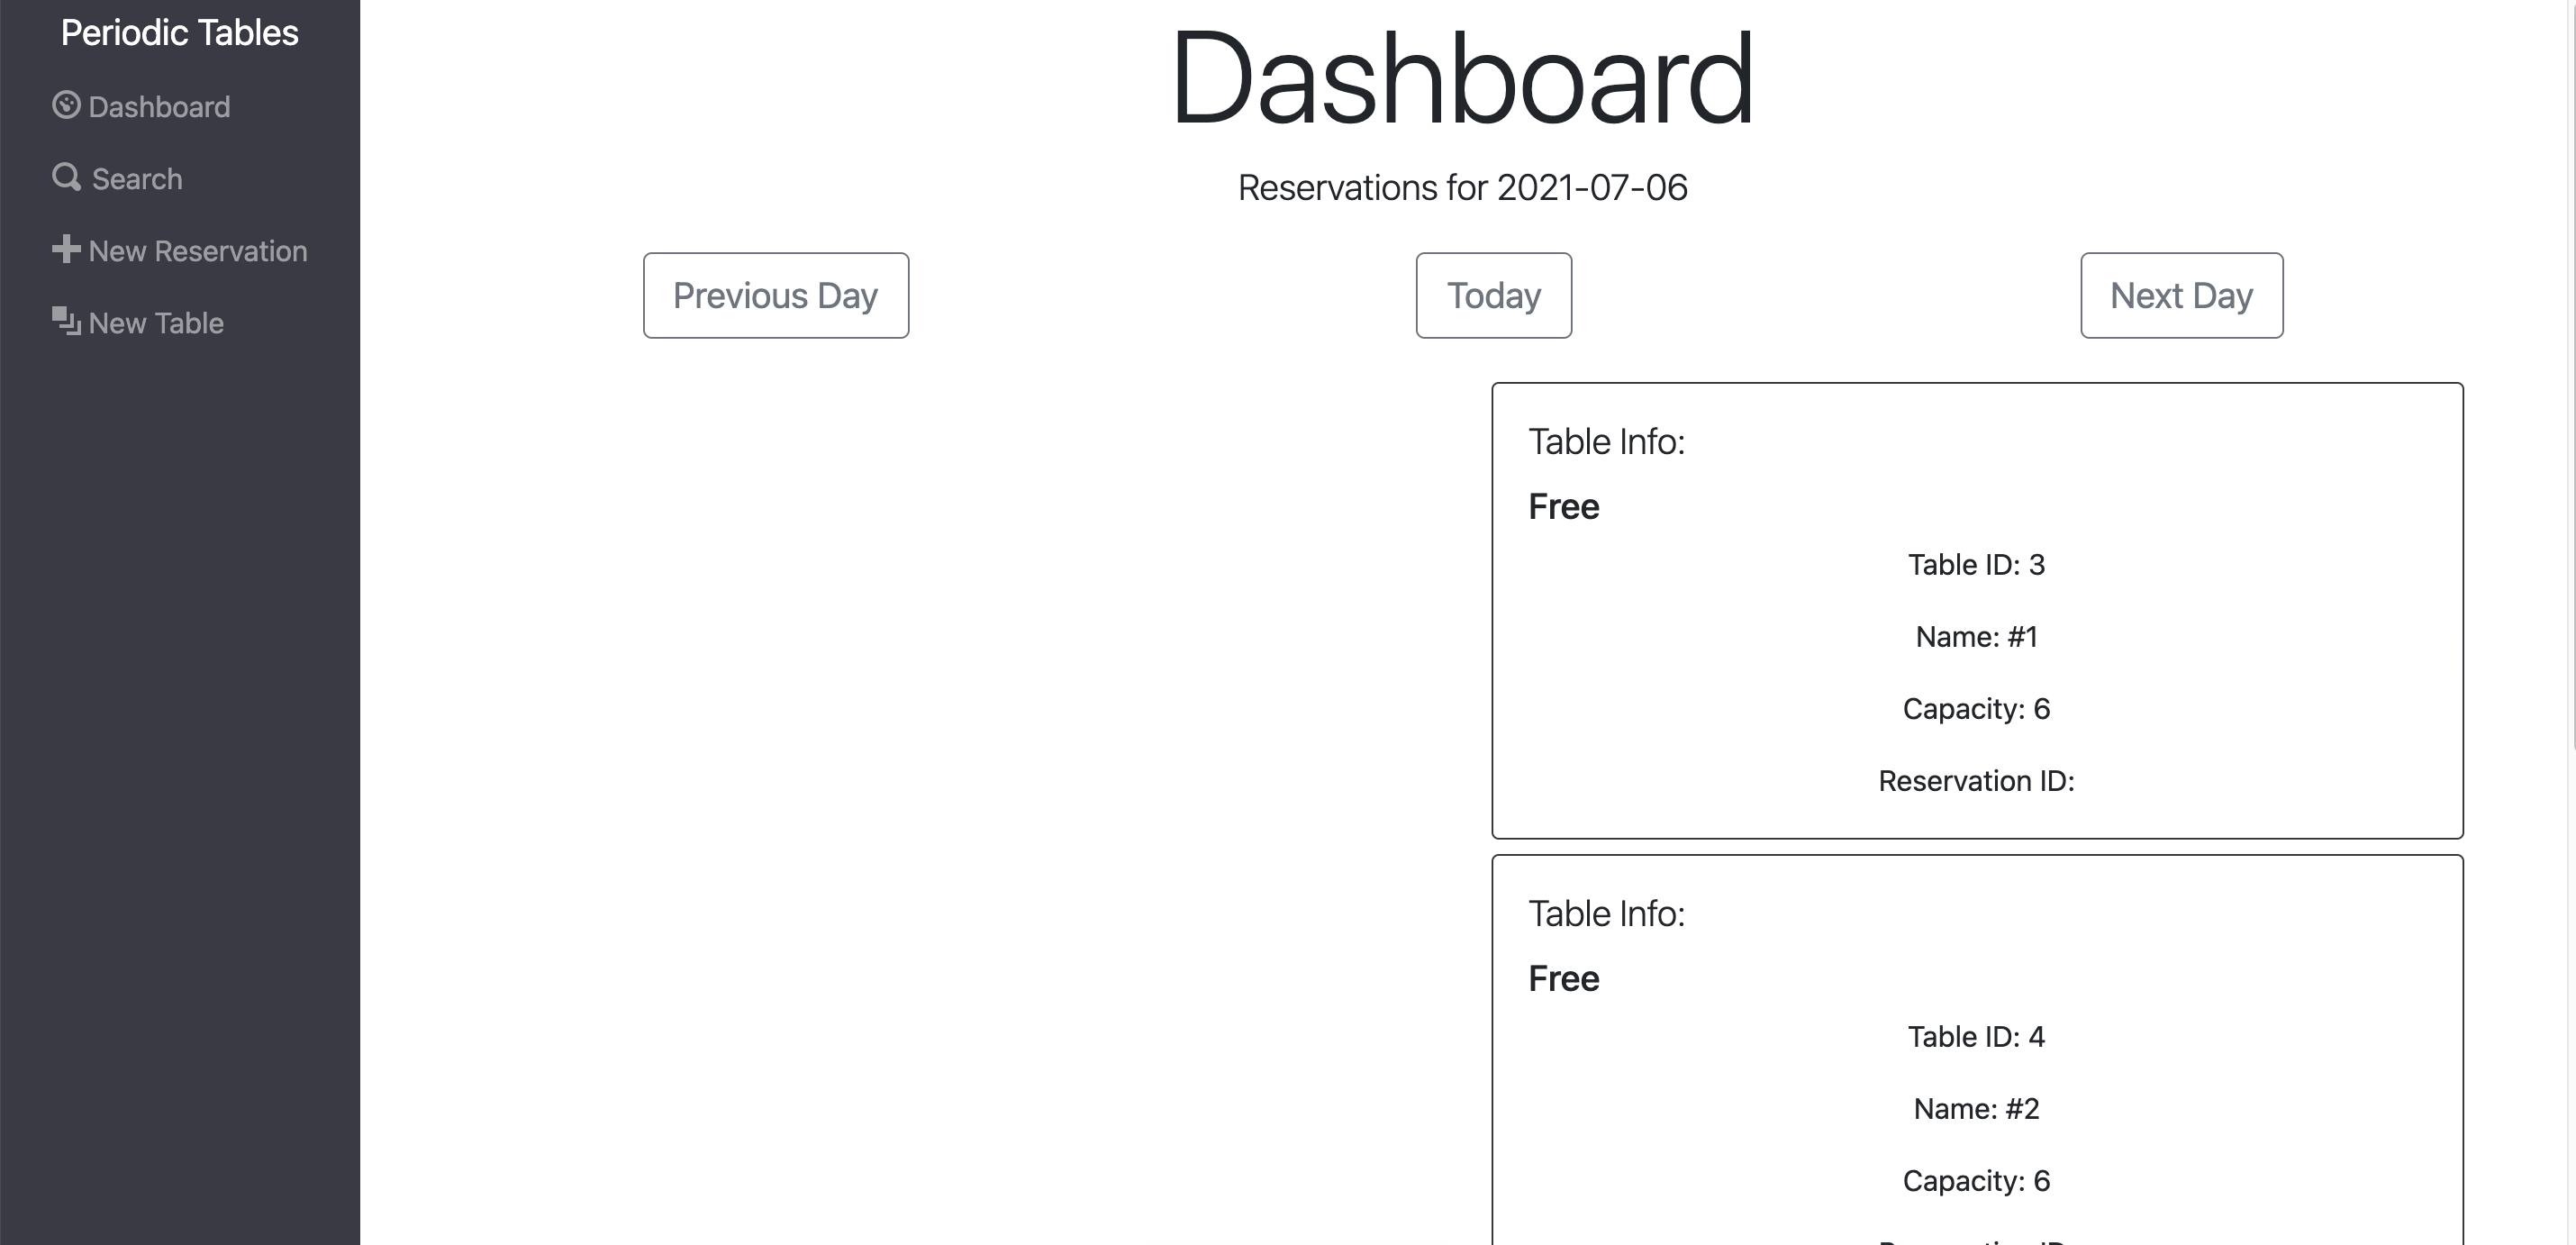 Periodic Tables
Dashboard
Search
New Reservation
New Table
Dashboard
Reservations for 2021-07-06
Previous Day
Today
Next Day
Table Info:
Free
Table ID: 3
Name: #1
Capacity: 6
Reservation ID:
Table Info:
Free
Table ID: 4
Name: #2
Capacity: 6